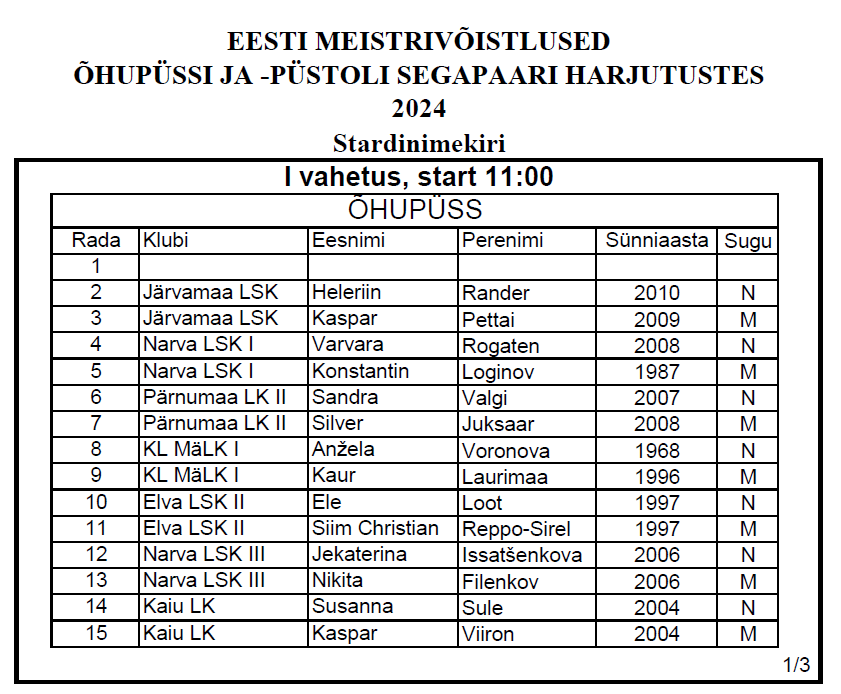 EESTI MEISTRIVÕISTLUSED
ÕHUPÜSSI JA -PÜSTOLI SEGAPAARI HARJUTUSTES
2024
Stardinimekiri
I vahetus, start 11:00
ÕHUPÜSS
Rada Klubi Eesnimi Perenimi Sünniaasta Sugu
1
2 Järvamaa LSK Heleriin Rander 2010 N
3 Järvamaa LSK Kaspar Pettai 2009 M
4 Narva LSK I Varvara Rogaten 2008 N
5 Narva LSK I Konstantin Loginov 1987 M
6 Pärnumaa LK II Sandra Valgi 2007 N
7 Pärnumaa LK II Silver Juksaar 2008 M
8 KL MäLK I Anžela Voronova 1968 N
9 KL MäLK I Kaur Laurimaa 1996 M
10 Elva LSK II Ele Loot 1997 N
11 Elva LSK II Siim Christian Reppo-Sirel 1997 M
12 Narva LSK III Jekaterina Issatšenkova 2006 N
13 Narva LSK III Nikita Filenkov 2006 M
14 Kaiu LK Susanna Sule 2004 N
15 Kaiu LK Kaspar Viiron 2004 M
1/3